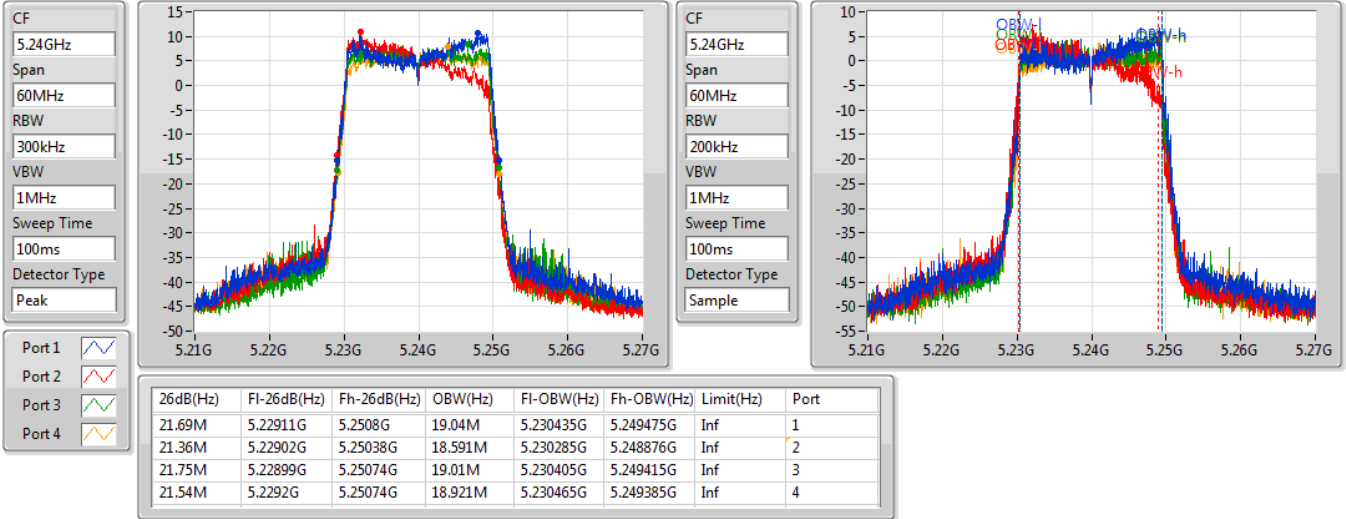 CF
5.24GHz
Span
60MHz
RBW
300kHz
VBW
1MHz
Sweep Time
100ms
Detector Type
Peak
15
10
5
0
-5
-10
-15
-20
-25
-30
-35
-40
-45
-50
5.21G 5.22G 5.23G 5.24G 5.25G 5.26G 5.27G
CF
5.24GHz
Span
60MHz
RBW
200kHz
VBW
1MHz
Sweep Time
100ms
Detector Type
Sample
10
5
0
-5
-10
-15
-20
-25
-30
-35
-40
-45
-50
-55
OBW-l
OBW-h
5.21G 5.22G 5.23G 5.24G 5.25G 5.26G 5.27G
Port 1
Port 2
Port 3
Port 4
26dB(Hz) Fl-26dB(Hz) Fh-26dB(Hz) OBW(Hz) Fl-OBW(Hz) Fh-OBW(Hz) Limit(Hz) Port
21.69M 5.22911G 5.2508G 19.04M 5.230435G 5.249475G Inf 1
21.36M 5.22902G 5.25038G 18.591M 5.230285G 5.248876G Inf 2
21.75M 5.22899G 5.25074G 19.01M 5.230405G 5.249415G Inf 3
21.54M 5.2292G 5.25074G 18.921M 5.230465G 5.249385G Inf 4